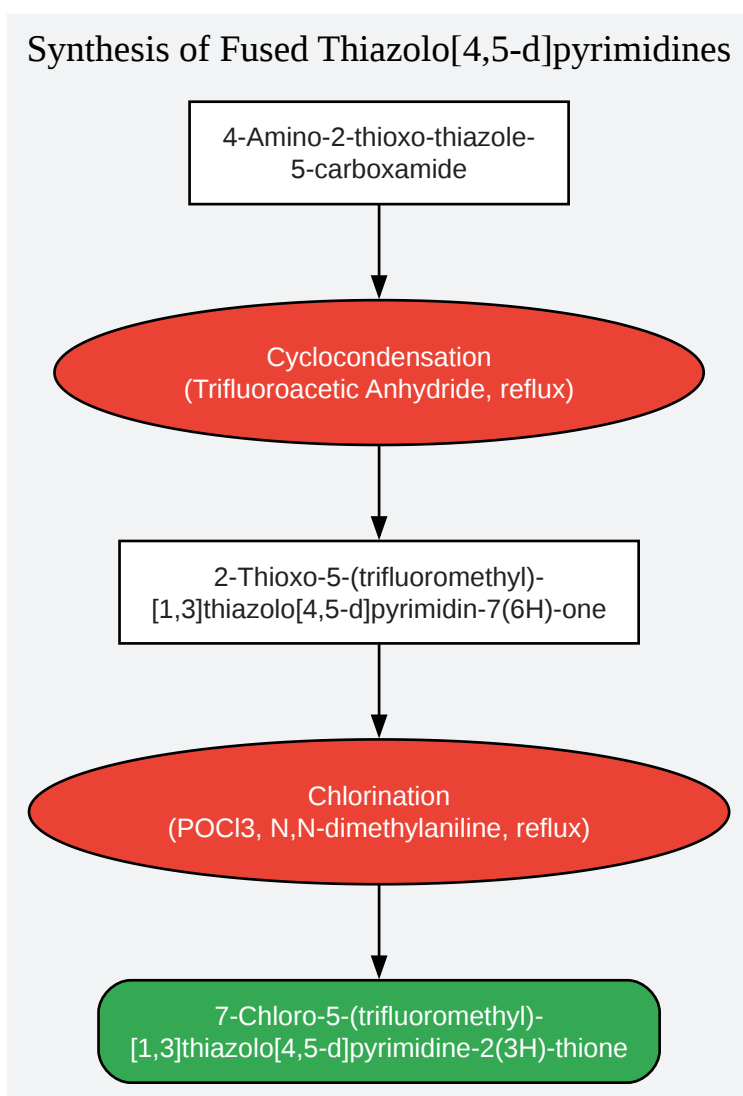 Synthesis of Fused Thiazolo[4,5-d]pyrimidines
4-Amino-2-thioxo-thiazole-
5-carboxamide
Cyclocondensation
(Trifluoroacetic Anhydride, reflux)
2-Thioxo-5-(trifluoromethyl)-
[1,3]thiazolo[4,5-d]pyrimidin-7(6H)-one
Chlorination
(POCl3, N,N-dimethylaniline, reflux)
7-Chloro-5-(trifluoromethyl)-
[1,3]thiazolo[4,5-d]pyrimidine-2(3H)-thione